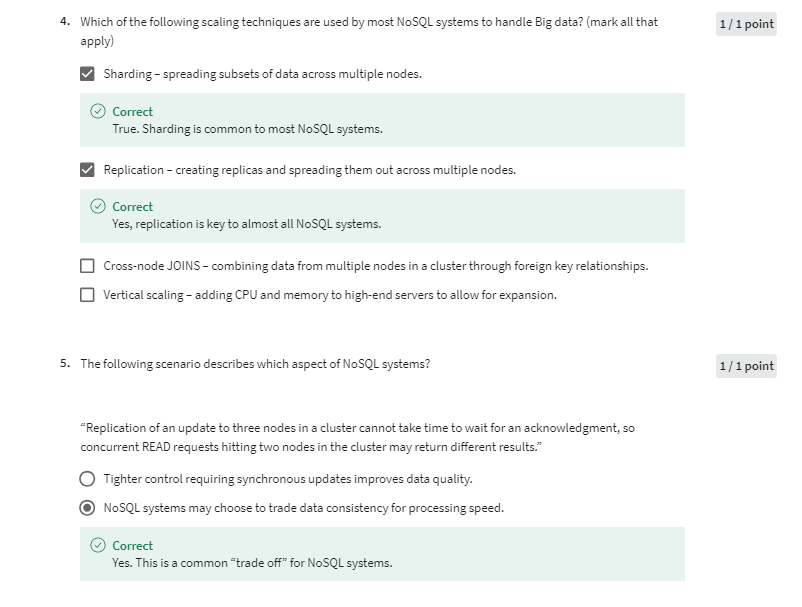 4. Which of the following scaling techniques are used by most NoSQL systems to handle Big data? (mark all that
apply)
1 / 1 point
Sharding – spreading subsets of data across multiple nodes.
Correct
True. Sharding is common to most NoSQL systems.
Replication – creating replicas and spreading them out across multiple nodes.
Correct
Yes, replication is key to almost all NoSQL systems.
Cross-node JOINS – combining data from multiple nodes in a cluster through foreign key relationships.
Vertical scaling – adding CPU and memory to high-end servers to allow for expansion.
5. The following scenario describes which aspect of NoSQL systems?
1 / 1 point
“Replication of an update to three nodes in a cluster cannot take time to wait for an acknowledgment, so
concurrent READ requests hitting two nodes in the cluster may return different results.”
Tighter control requiring synchronous updates improves data quality.
NoSQL systems may choose to trade data consistency for processing speed.
Correct
Yes. This is a common “trade off” for NoSQL systems.